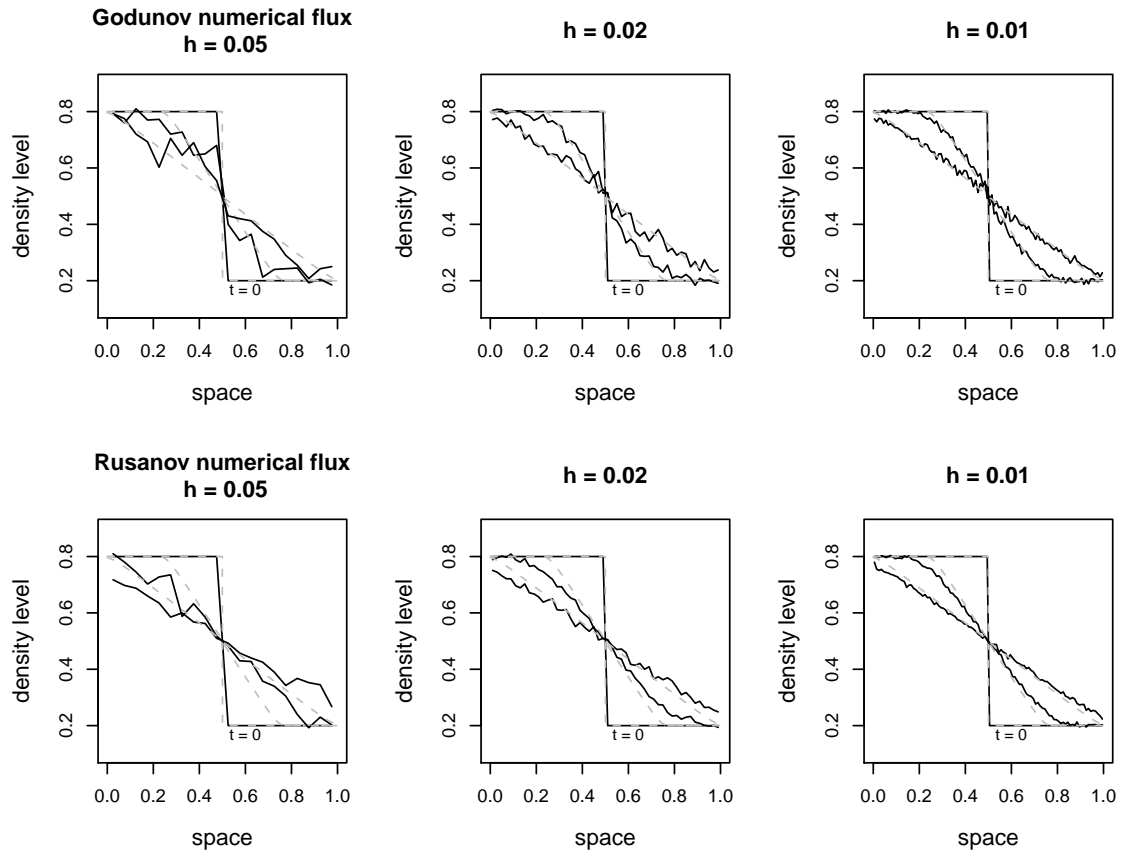 Godunov numerical flux
h = 0.05
h = 0.02
h = 0.01
density level
0.2 0.4 0.6 0.8
t = 0
0.0 0.2 0.4 0.6 0.8 1.0
space
density level
0.2 0.4 0.6 0.8
t = 0
0.0 0.2 0.4 0.6 0.8 1.0
space
density level
0.2 0.4 0.6 0.8
t = 0
0.0 0.2 0.4 0.6 0.8 1.0
space
Rusanov numerical flux
h = 0.05
h = 0.02
h = 0.01
density level
0.2 0.4 0.6 0.8
t = 0
0.0 0.2 0.4 0.6 0.8 1.0
space
density level
0.2 0.4 0.6 0.8
t = 0
0.0 0.2 0.4 0.6 0.8 1.0
space
density level
0.2 0.4 0.6 0.8
t = 0
0.0 0.2 0.4 0.6 0.8 1.0
space